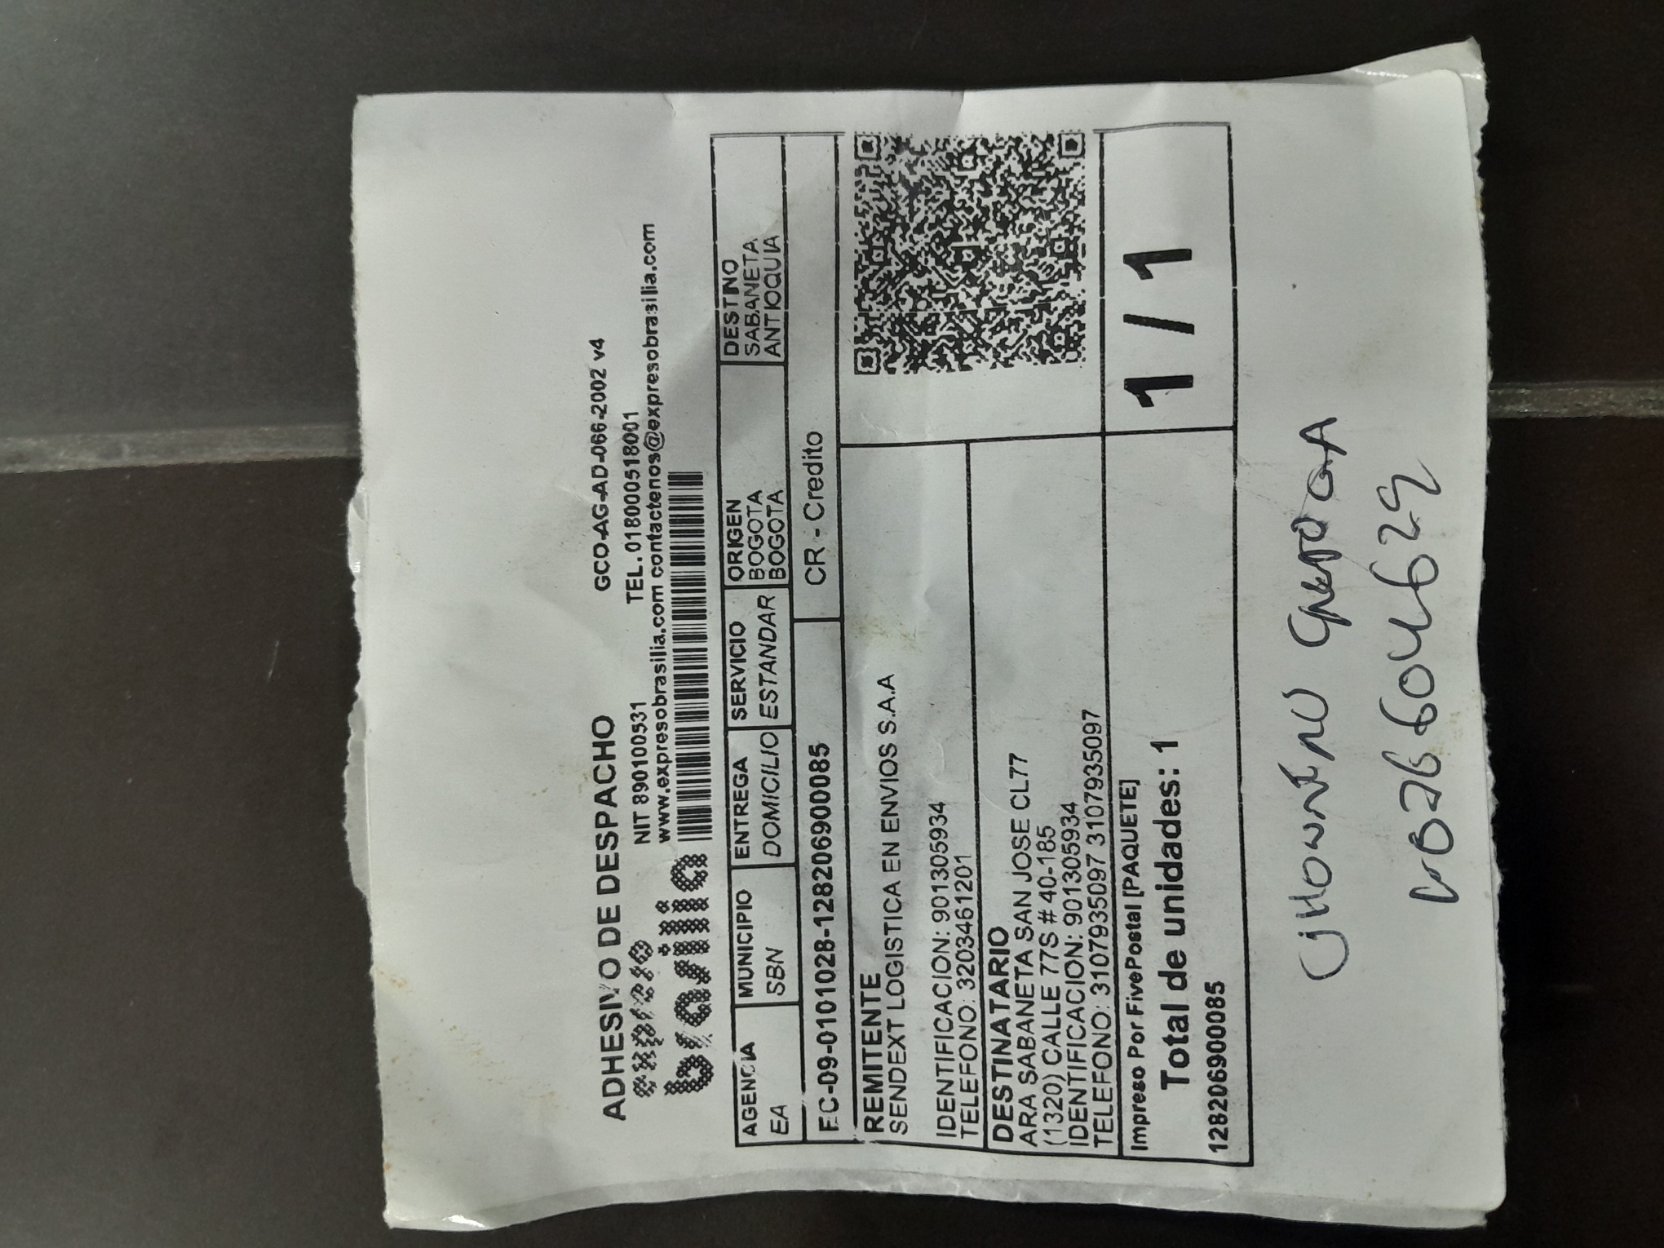 ADHESIVO DE DESPACHO
GCO-AG-AD-066-2002 v4
expreso
brasilia
NIT 890100531 TEL.018000518001
www.expresobrasilia.com contactenos@expresobrasilia.com
AGENCIA MUNICIPIO ENTREGA SERVICIO ORIGEN DESTINO
EA SBN DOMICILIO ESTANDAR BOGOTA SABANETA
BOGOTA ANTIOQUIA
EC-09-0101028-128206900085 CR - Credito
REMITENTE
SENDEXT LOGISTICA EN ENVIOS S.A.A
IDENTIFICACION: 901305934
TELEFONO: 3203461201
DESTINATARIO
ARA SABANETA SAN JOSE CL77
(1320) CALLE 77S # 40-185
IDENTIFICACION: 901305934
TELEFONO: 3107935097 3107935097
Impreso Por FivePostal [PAQUETE]
Total de unidades: 1
1 / 1
128206900085